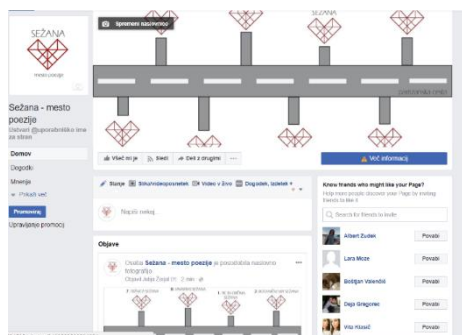 SEŽANA
mesto poezije
Spremeni naslovnico
SEŽANA
Sežana - mesto
poezije
Ustvari @uporabniško ime
za stran
Domov
Dogodki
Mnenja
Prikaži več
Promoviraj
Upravljanje promocij
Všeč mi je
Sledi
Deli z drugimi
...
Več informacij
Stanje
Slika/videoposnetek
Video v živo
Dogodek, izdelek +
Napiši nekaj.
Objave
Oseba Sežana - mesto poezije je posodobila naslovno
fotografijo
2 min
Know friends who might like your Page?
Help more people discover your Page by inviting
friends to like it
Search for friends to invite
Albert Zudek
Povabi
Lara Moze
Povabi
Boštjan Valenčič
Povabi
Deja Gregorec
Povabi
Povabi